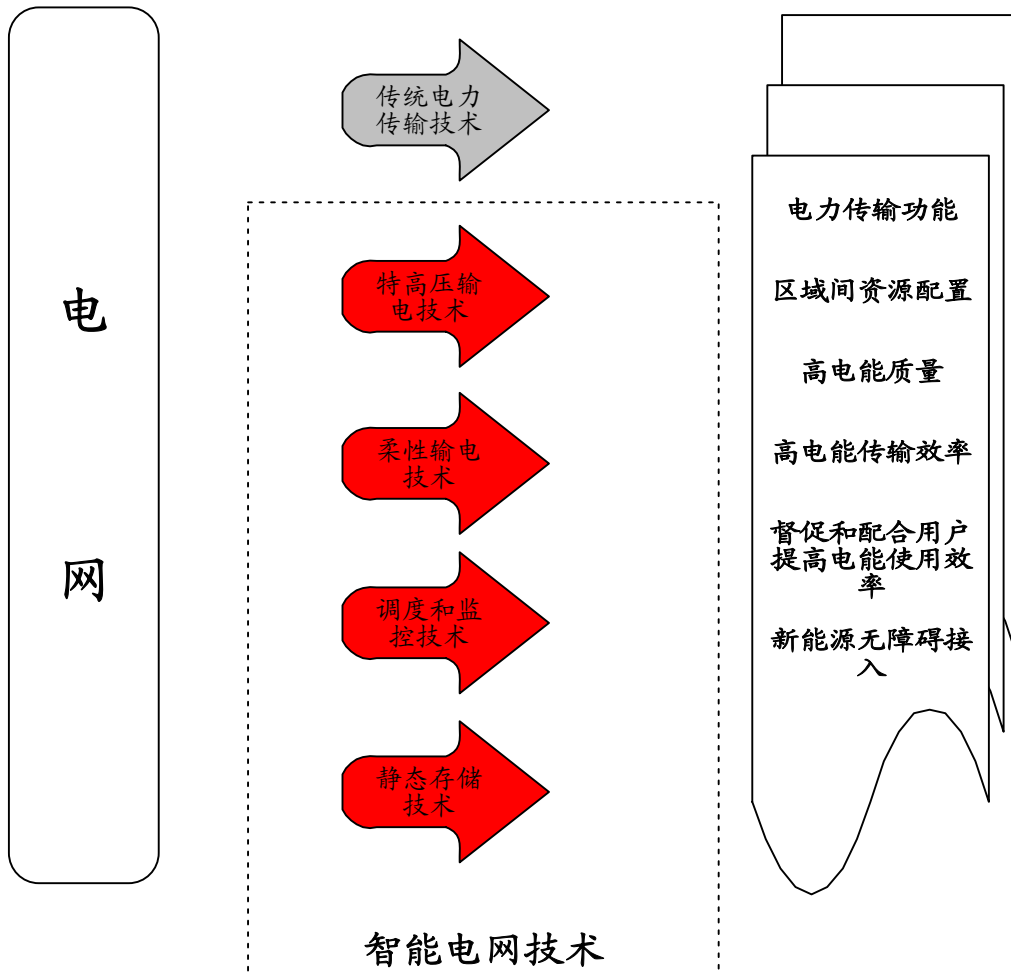 电
网
传统电力
传输技术
特高压输
电技术
柔性输电
技术
调度和监
控技术
静态存储
技术
智能电网技术
电力传输功能
区域间资源配置
高电能质量
高电能传输效率
督促和配合用户
提高电能使用效
率
新能源无障碍接
入